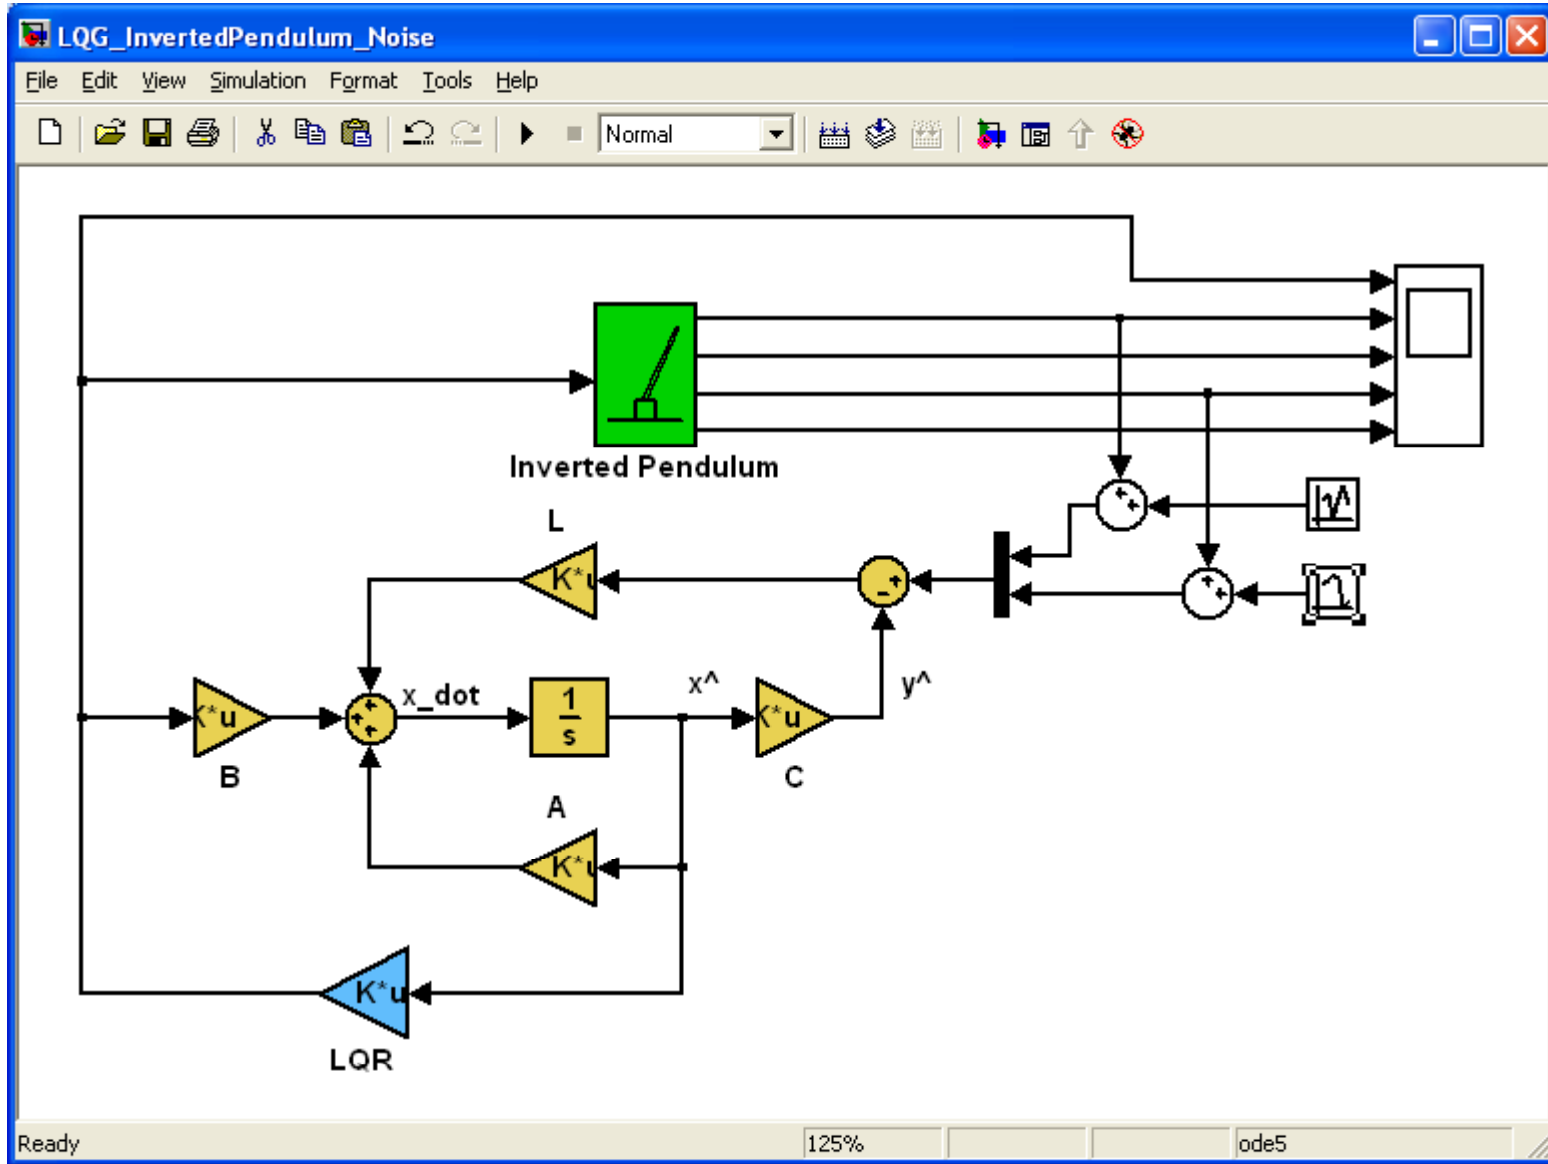 LQG_InvertedPendulum_Noise
File Edit View Simulation Format Tools Help
Normal
Inverted Pendulum
L
K*u
x_dot
x^
y^
K*u
1
s
K*u
B
C
A
K*u
K*u
LQR
Ready 125% ode5